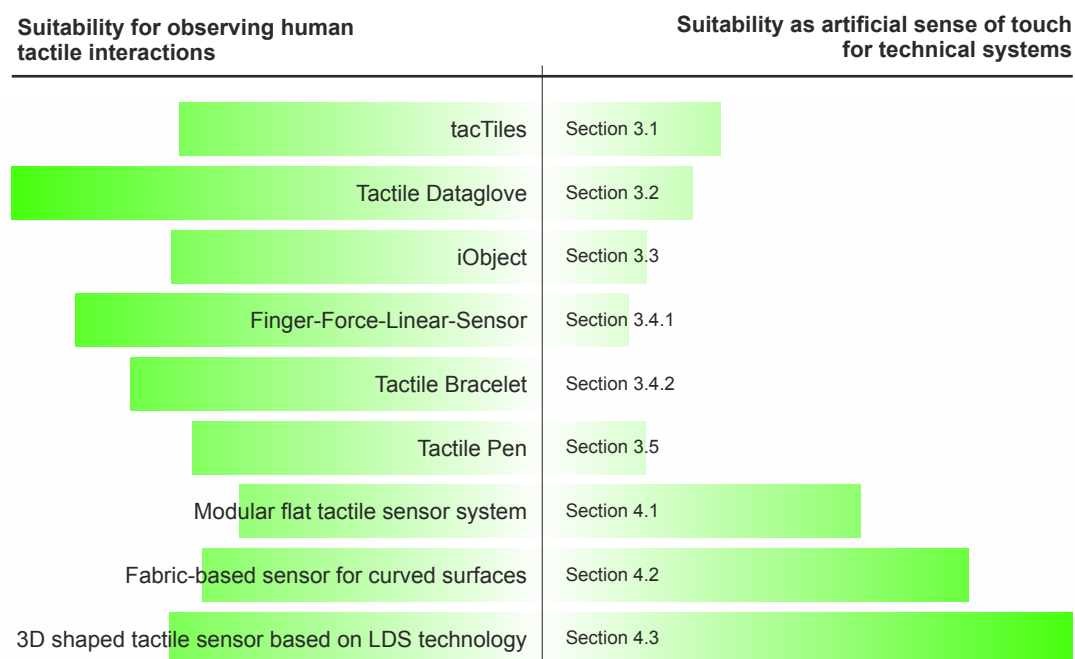 Suitability for observing human
tactile interactions
Suitability as artificial sense of touch
for technical systems
tacTiles Section 3.1
Tactile Dataglove Section 3.2
iObject Section 3.3
Finger-Force-Linear-Sensor Section 3.4.1
Tactile Bracelet Section 3.4.2
Tactile Pen Section 3.5
Modular flat tactile sensor system Section 4.1
Fabric-based sensor for curved surfaces Section 4.2
3D shaped tactile sensor based on LDS technology Section 4.3